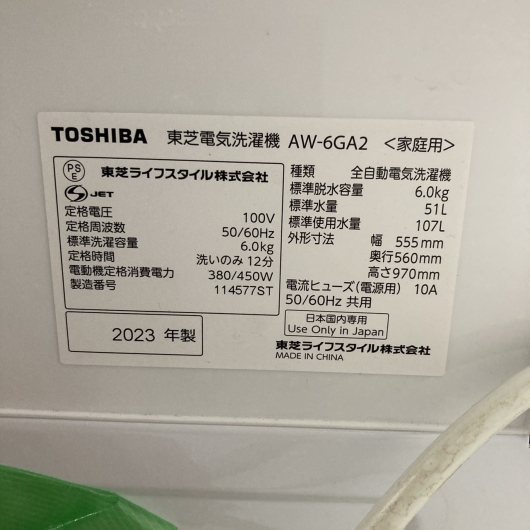 TOSHIBA 東芝電気洗濯機 AW-6GA2 <家庭用>
PS E 東芝ライフスタイル株式会社
JET
定格電圧 100V
定格周波数 50/60Hz
標準洗濯容量 6.0kg
定格時間 洗いのみ 12分
電動機定格消費電力 380/450W
製造番号 114577ST
2023 年製
種類 全自動電気洗濯機
標準脱水容量 6.0kg
標準水量 51L
標準使用水量 107L
外形寸法 幅 555mm
奥行560mm
高さ970mm
電流ヒューズ(電源用) 10A
50/60Hz 共用
日本国内専用
Use Only in Japan
東芝ライフスタイル株式会社
MADE IN CHINA